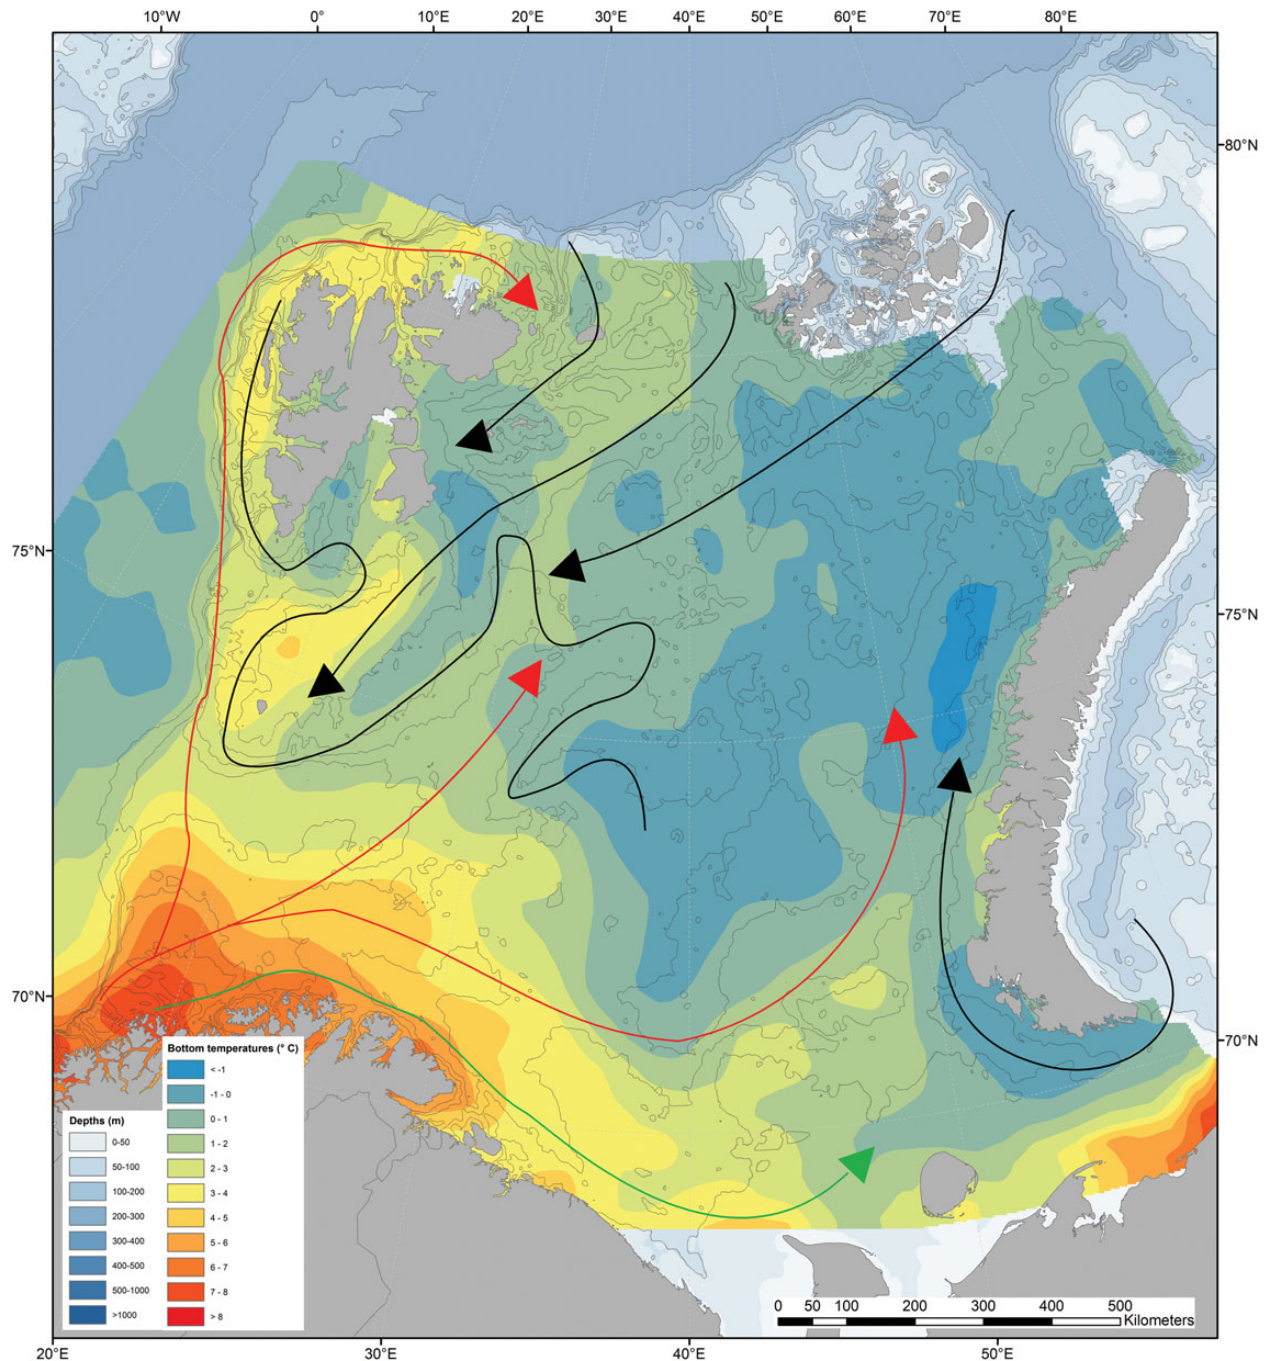 10°W 0° 10°E 20°E 30°E 40°E 50°E 60°E 70°E 80°E
80°N
75°N
75°N
70°N
70°N
Bottom temperatures (° C)
< -1
-1 - 0
0 - 1
1 - 2
2 - 3
3 - 4
4 - 5
5 - 6
6 - 7
7 - 8
> 8
Depths (m)
0-50
50-100
100-200
200-300
300-400
400-500
500-1000
>1000
0 50 100 200 300 400 500
Kilometers
20°E 30°E 40°E 50°E